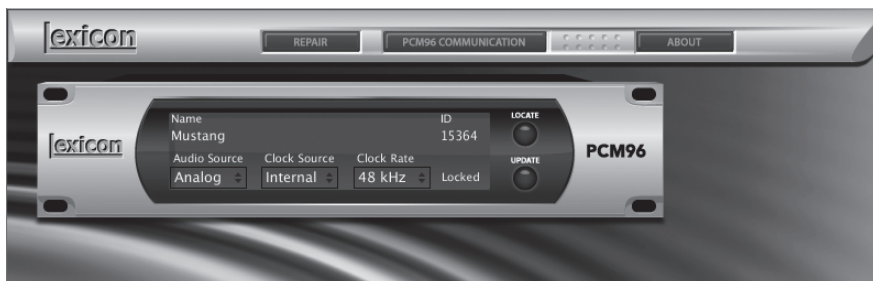 lexicon
REPAIR PCM96 COMMUNICATION ABOUT
Name ID LOCATE
Mustang 15364
lexicon PCM96
Audio Source Clock Source Clock Rate UPDATE
Analog Internal 48 kHz Locked